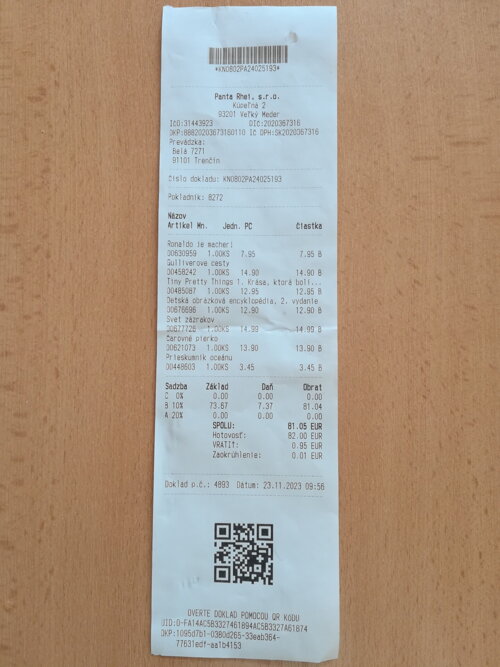 *KN0802PA24025193*
Panta Rhei, s.r.o.
Kúpeľná 2
93201 Veľký Meder
IČO:31443923 DIČ:2020367316
DKP:88820203673160110 IČ DPH:SK2020367316
Prevádzka:
Belá 7271
91101 Trenčín
Číslo dokladu: KN0802PA24025193
Pokladník: 8272
Názov
Artikel Mn. Jedn. PC Čiastka
Ronaldo je macher!
00630959 1.00KS 7.95 7.95 B
Gulliverove cesty
00458242 1.00KS 14.90 14.90 B
Tiny Pretty Things 1. Krása, ktorá bolí...
00485087 1.00KS 12.95 12.95 B
Detská obrázková encyklopédia, 2. vydanie
00676696 1.00KS 12.90 12.90 B
Svet zázrakov
00677726 1.00KS 14.99 14.99 B
Čarovné pierko
00621073 1.00KS 13.90 13.90 B
Prieskumník oceánu
00448603 1.00KS 3.45 3.45 B
Sadzba Základ Daň Obrat
C 0% 0.00 0.00 0.00
B 10% 73.67 7.37 81.04
A 20% 0.00 0.00 0.00
SPOLU: 81.05 EUR
Hotovosť: 82.00 EUR
VRÁTIŤ: 0.95 EUR
Zaokrúhlenie: 0.01 EUR
Doklad p.č.: 4893 Dátum: 23.11.2023 09:56
OVERTE DOKLAD POMOCOU QR KÓDU
UID:O-FA14AC5B3327461894AC5B3327A61874
OKP:1095d7b1-0380d265-33eab364-
77631edf-aa1b4153